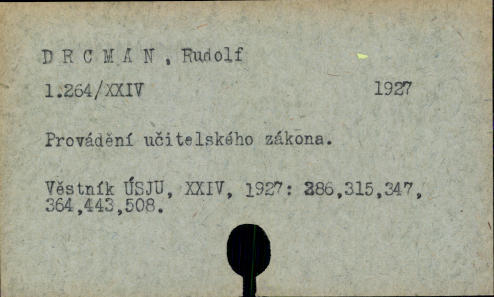 D R C M A N , Rudolf
1.264/XXIV 1927
Provádění učitelského zákona.
Věstník ÚSJU, XXIV, 1927: 286,315,347,
364,443,508.